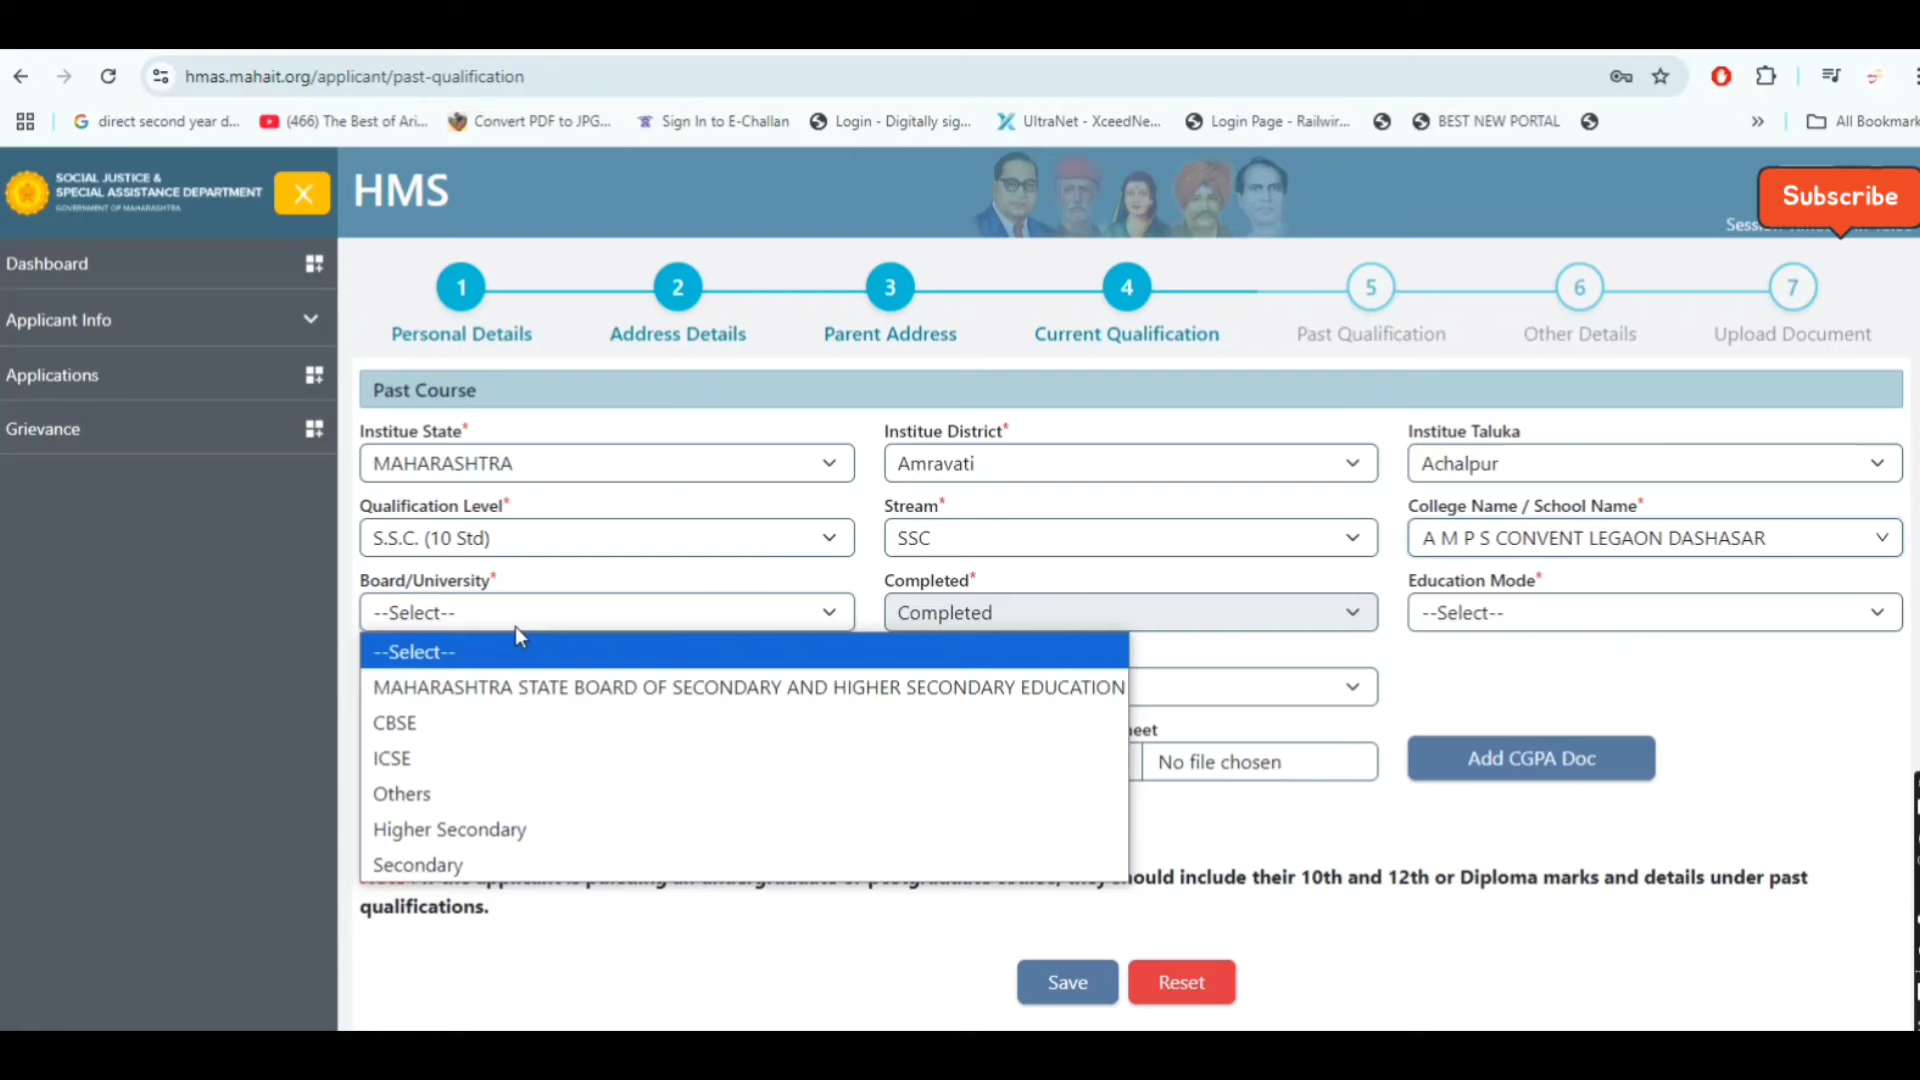 hmas.mahait.org/applicant/past-qualification
direct second year d...
(466) The Best of Ari...
Convert PDF to JPG...
Sign In to E-Challan
Login - Digitally sig...
UltraNet - XceedNe...
Login Page - Railwir...
BEST NEW PORTAL
All Bookmark
SOCIAL JUSTICE &
SPECIAL ASSISTANCE DEPARTMENT
GOVERNMENT OF MAHARASHTRA
HMS
Subscribe
Dashboard
Applicant Info
Applications
Grievance
1 2 3 4 5 6 7
Personal Details Address Details Parent Address Current Qualification Past Qualification Other Details Upload Document
Past Course
Institue State* Institue District* Institue Taluka
MAHARASHTRA Amravati Achalpur
Qualification Level* Stream* College Name / School Name*
S.S.C. (10 Std) SSC A M P S CONVENT LEGAON DASHASAR
Board/University* Completed* Education Mode*
--Select-- Completed --Select--
--Select--
MAHARASHTRA STATE BOARD OF SECONDARY AND HIGHER SECONDARY EDUCATION
CBSE
ICSE
Others
Higher Secondary
Secondary
No file chosen
Add CGPA Doc
their 10th and 12th or Diploma marks and details under past
qualifications.
Save Reset